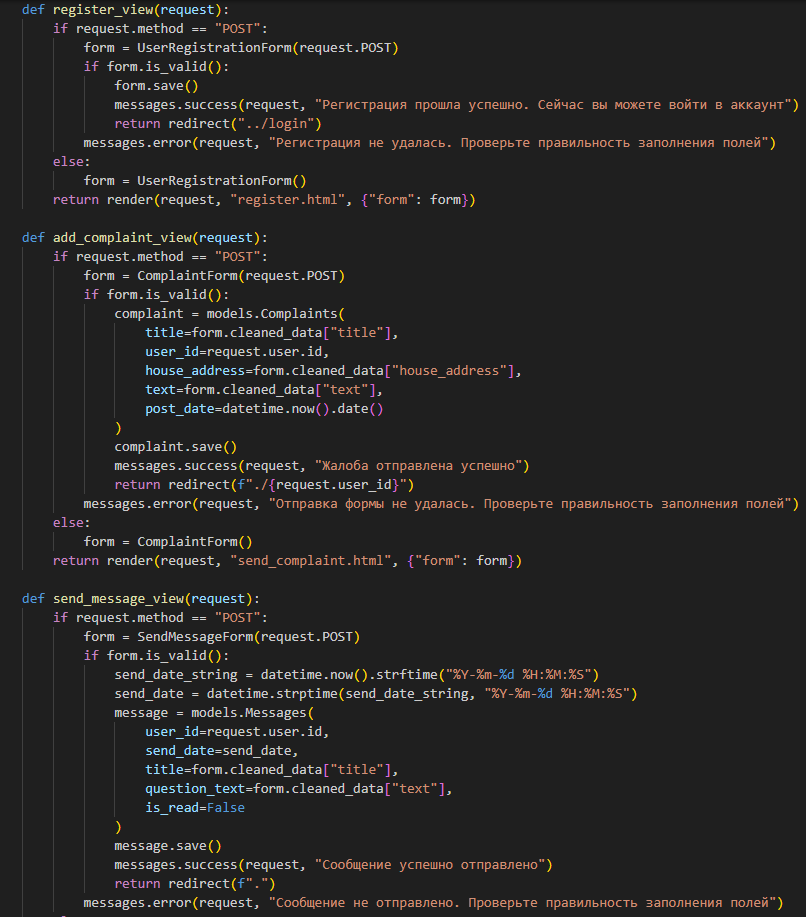 def register_view(request):
    if request.method == "POST":
        form = UserRegistrationForm(request.POST)
        if form.is_valid():
            form.save()
            messages.success(request, "Регистрация прошла успешно. Сейчас вы можете войти в аккаунт")
            return redirect("../login")
        messages.error(request, "Регистрация не удалась. Проверьте правильность заполнения полей")
    else:
        form = UserRegistrationForm()
    return render(request, "register.html", {"form": form})

def add_complaint_view(request):
    if request.method == "POST":
        form = ComplaintForm(request.POST)
        if form.is_valid():
            complaint = models.Complaints(
                title=form.cleaned_data["title"],
                user_id=request.user.id,
                house_address=form.cleaned_data["house_address"],
                text=form.cleaned_data["text"],
                post_date=datetime.now().date()
            )
            complaint.save()
            messages.success(request, "Жалоба отправлена успешно")
            return redirect(f"./{request.user_id}")
        messages.error(request, "Отправка формы не удалась. Проверьте правильность заполнения полей")
    else:
        form = ComplaintForm()
    return render(request, "send_complaint.html", {"form": form})

def send_message_view(request):
    if request.method == "POST":
        form = SendMessageForm(request.POST)
        if form.is_valid():
            send_date_string = datetime.now().strftime("%Y-%m-%d %H:%M:%S")
            send_date = datetime.strptime(send_date_string, "%Y-%m-%d %H:%M:%S")
            message = models.Messages(
                user_id=request.user.id,
                send_date=send_date,
                title=form.cleaned_data["title"],
                question_text=form.cleaned_data["text"],
                is_read=False
            )
            message.save()
            messages.success(request, "Сообщение успешно отправлено")
            return redirect(f".")
        messages.error(request, "Сообщение не отправлено. Проверьте правильность заполнения полей")